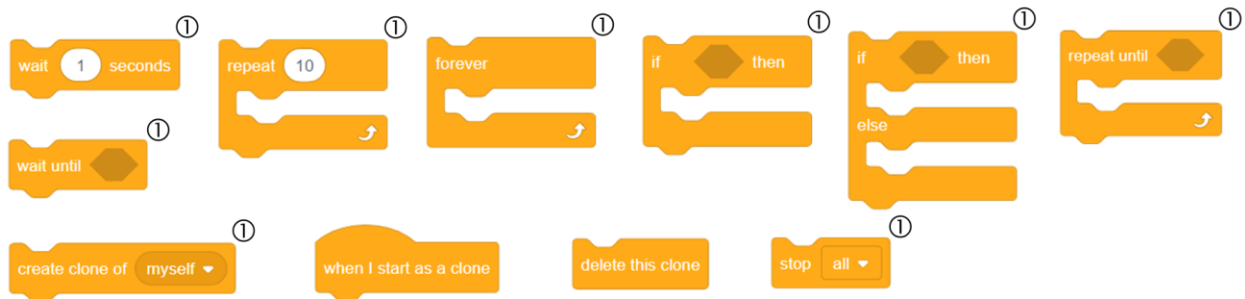 ①
①
①
①
①
①
wait 1 seconds
repeat 10
forever
if then
if then
repeat until
else
①
wait until
①
①
create clone of myself
when I start as a clone
delete this clone
stop all